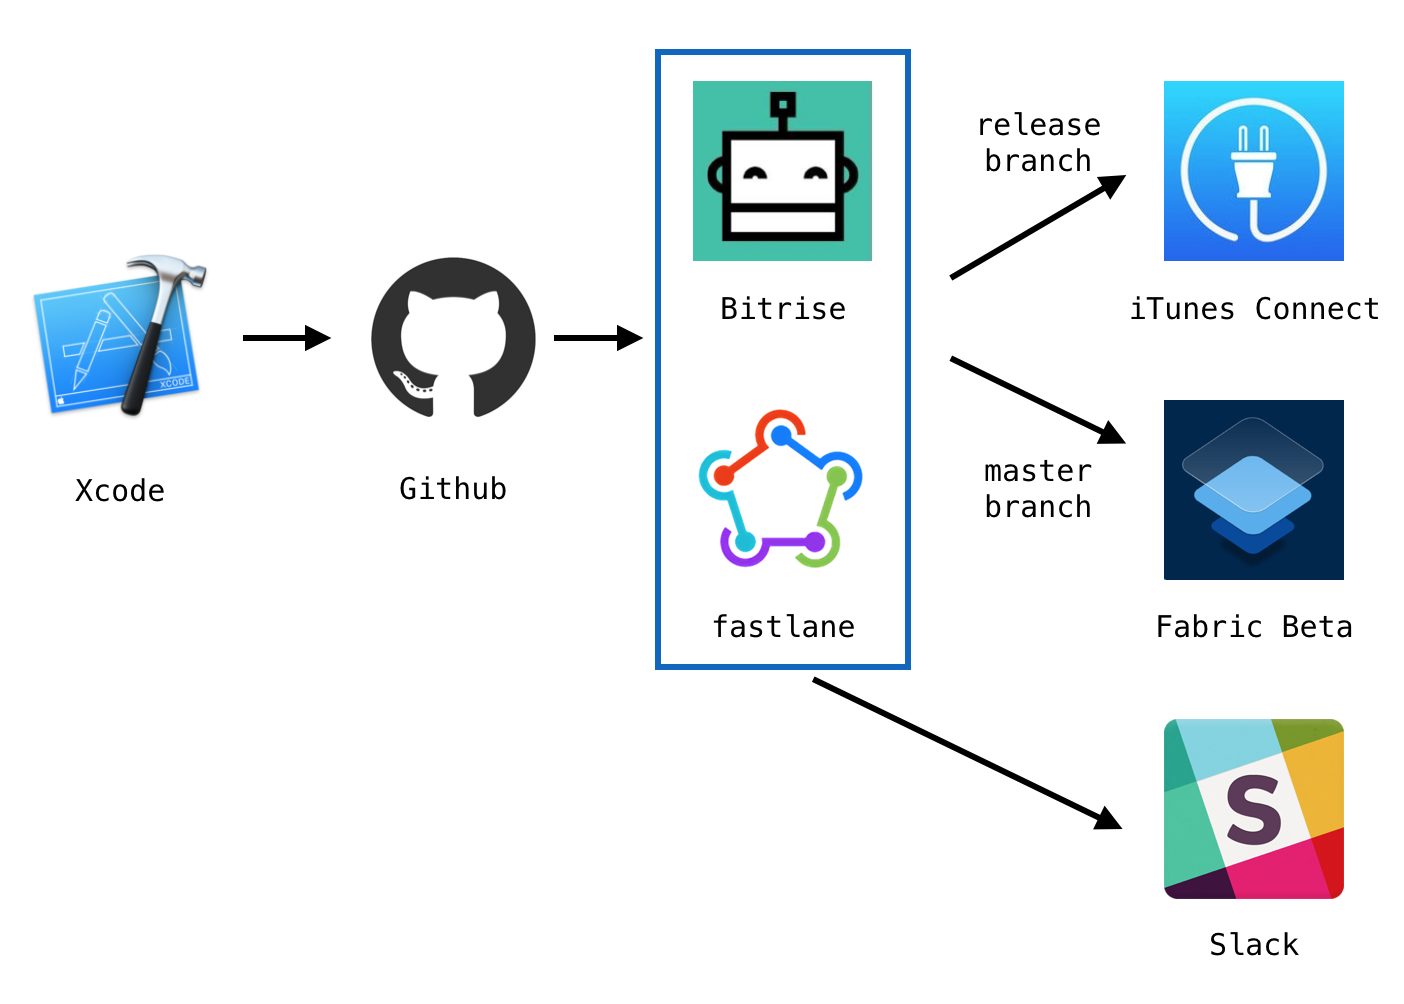 Xcode
XCODE
Github
Bitrise
fastlane
release
branch
master
branch
iTunes Connect
Fabric Beta
S
Slack